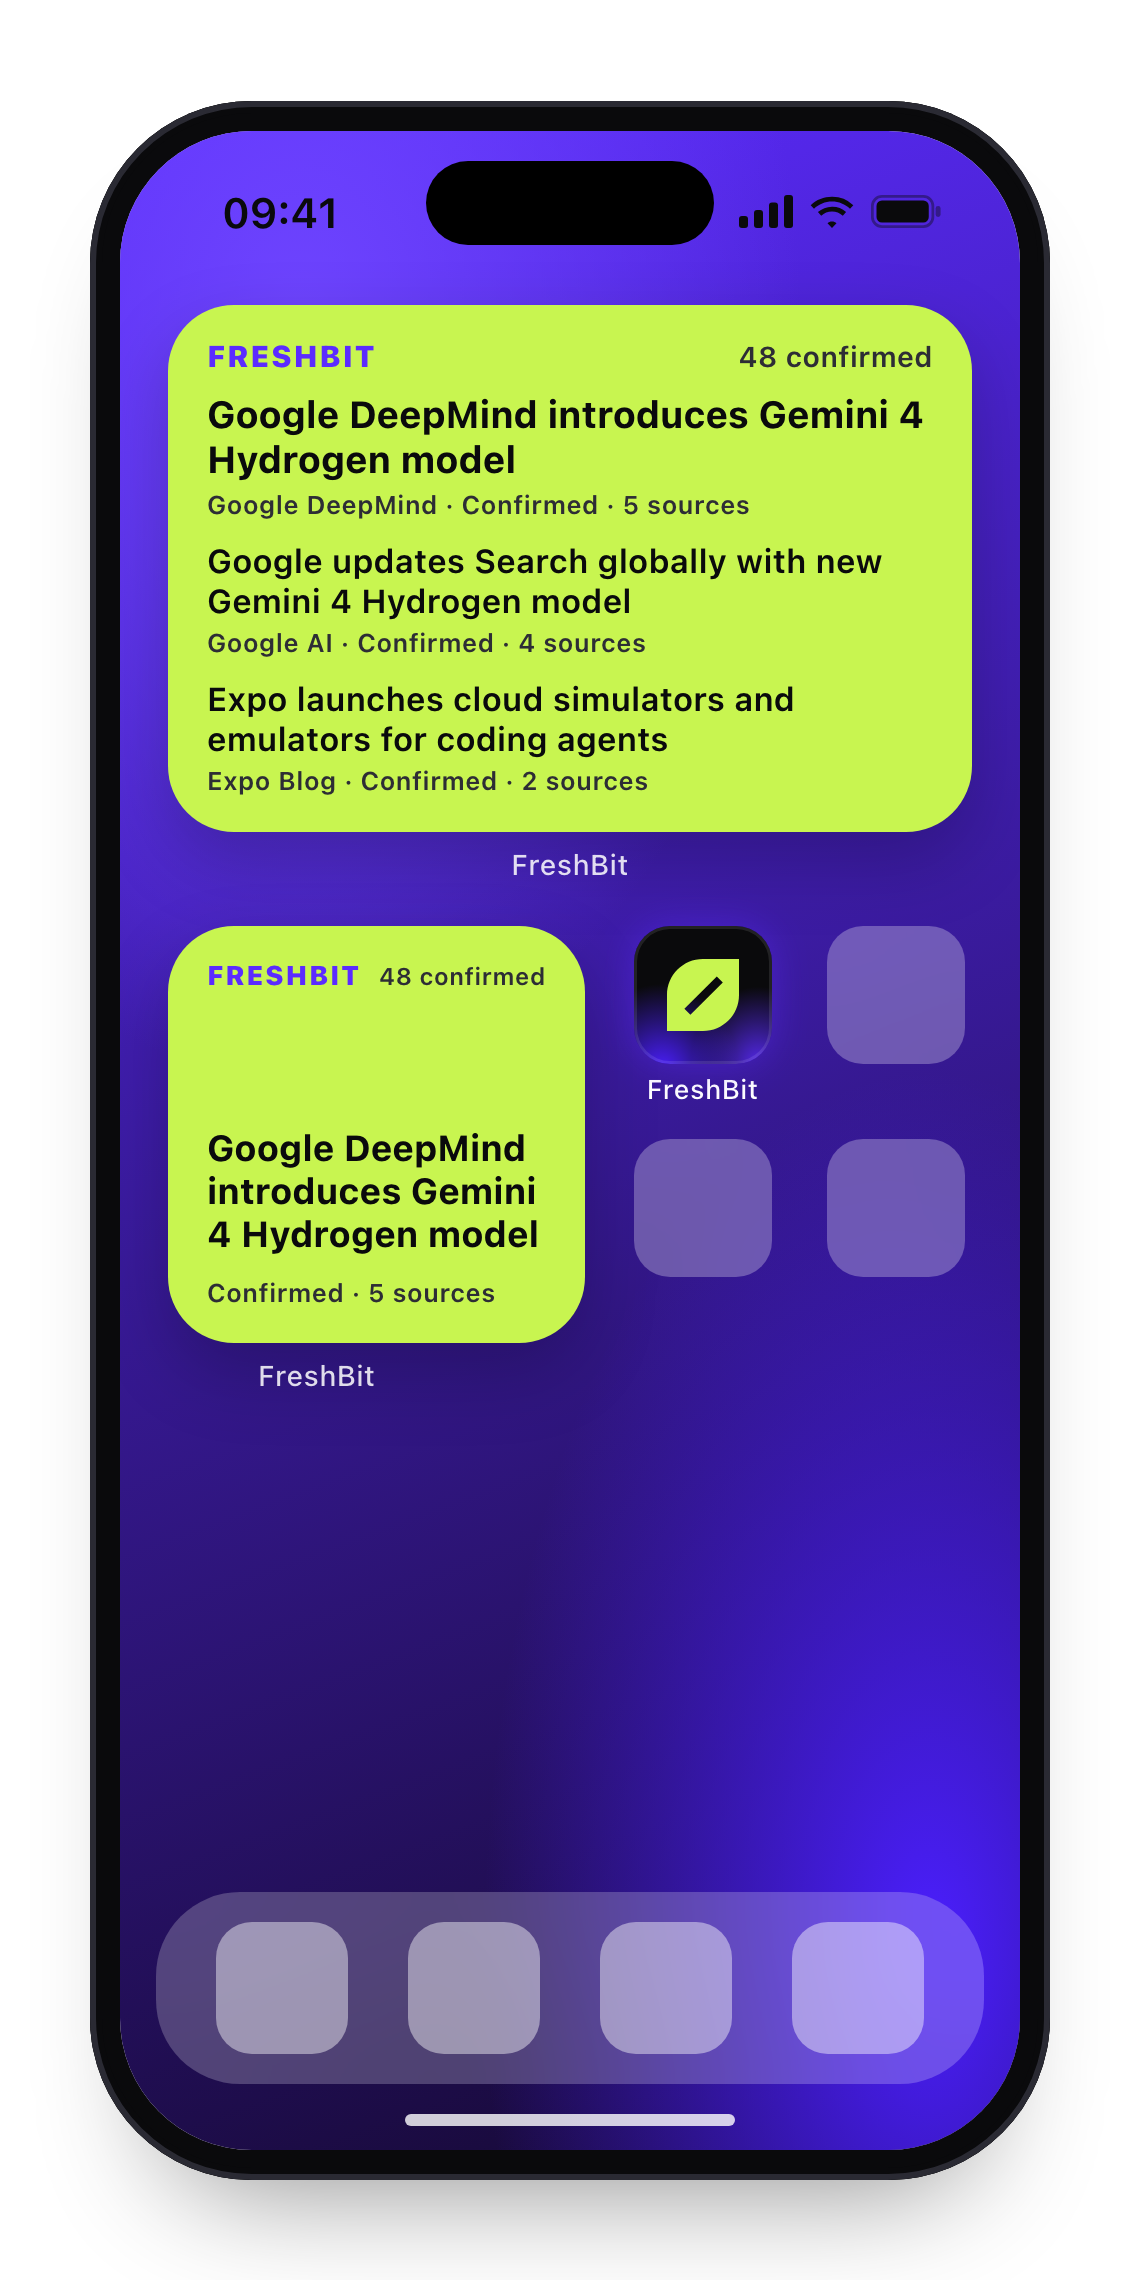 09:41
FRESHBIT 48 confirmed
Google DeepMind introduces Gemini 4
Hydrogen model
Google DeepMind · Confirmed · 5 sources
Google updates Search globally with new
Gemini 4 Hydrogen model
Google AI · Confirmed · 4 sources
Expo launches cloud simulators and
emulators for coding agents
Expo Blog · Confirmed · 2 sources
FreshBit
FRESHBIT 48 confirmed
Google DeepMind
introduces Gemini
4 Hydrogen model
Confirmed · 5 sources
FreshBit
FreshBit